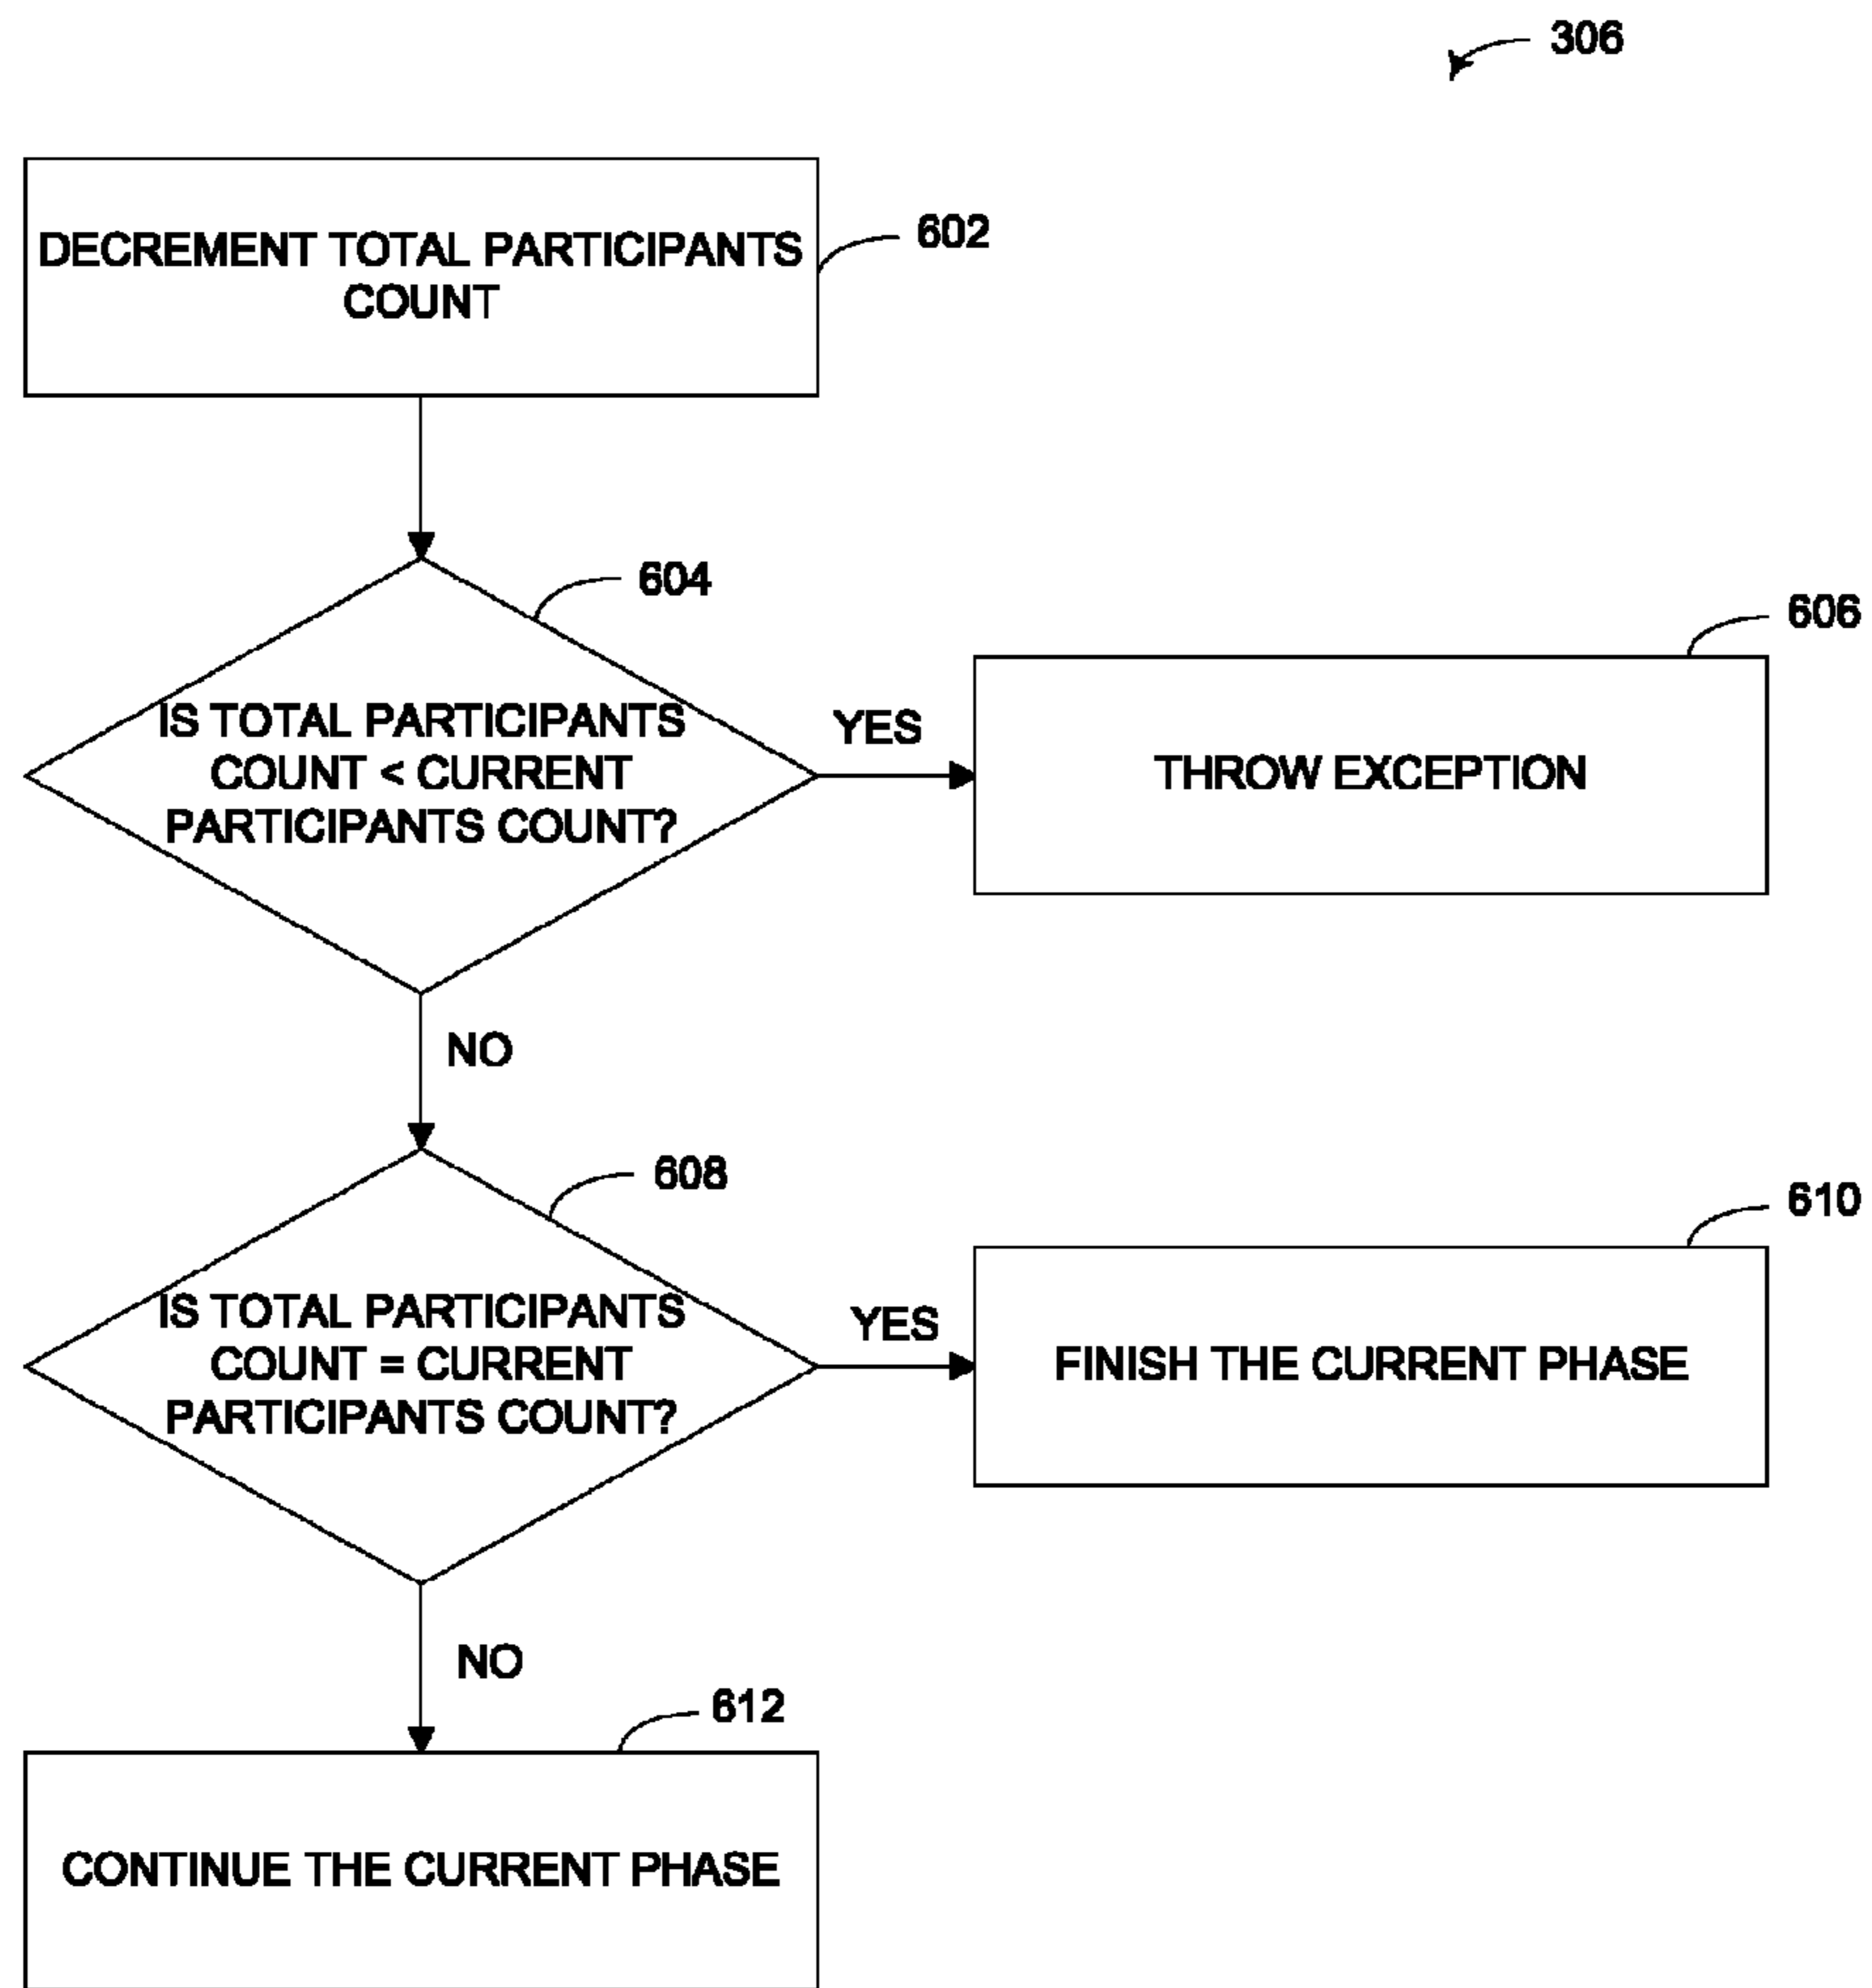 306
DECREMENT TOTAL PARTICIPANTS
COUNT
602
604
IS TOTAL PARTICIPANTS
COUNT < CURRENT
PARTICIPANTS COUNT?
YES
606
THROW EXCEPTION
NO
608
IS TOTAL PARTICIPANTS
COUNT = CURRENT
PARTICIPANTS COUNT?
YES
610
FINISH THE CURRENT PHASE
NO
612
CONTINUE THE CURRENT PHASE